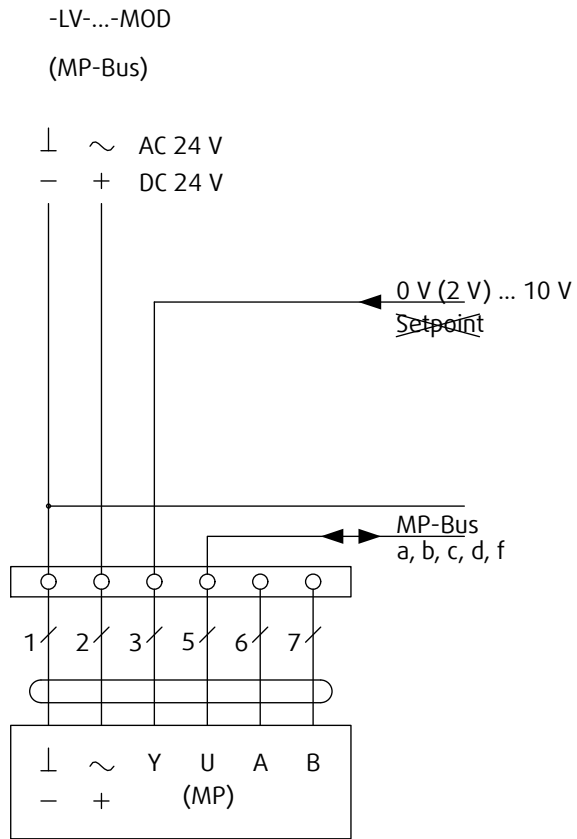 -LV-...-MOD
(MP-Bus)
⊥ ~ AC 24 V
− + DC 24 V
0 V (2 V) ... 10 V
Setpoint
MP-Bus
a, b, c, d, f
1 2 3 5 6 7
⊥ ~ Y U A B
− + (MP)